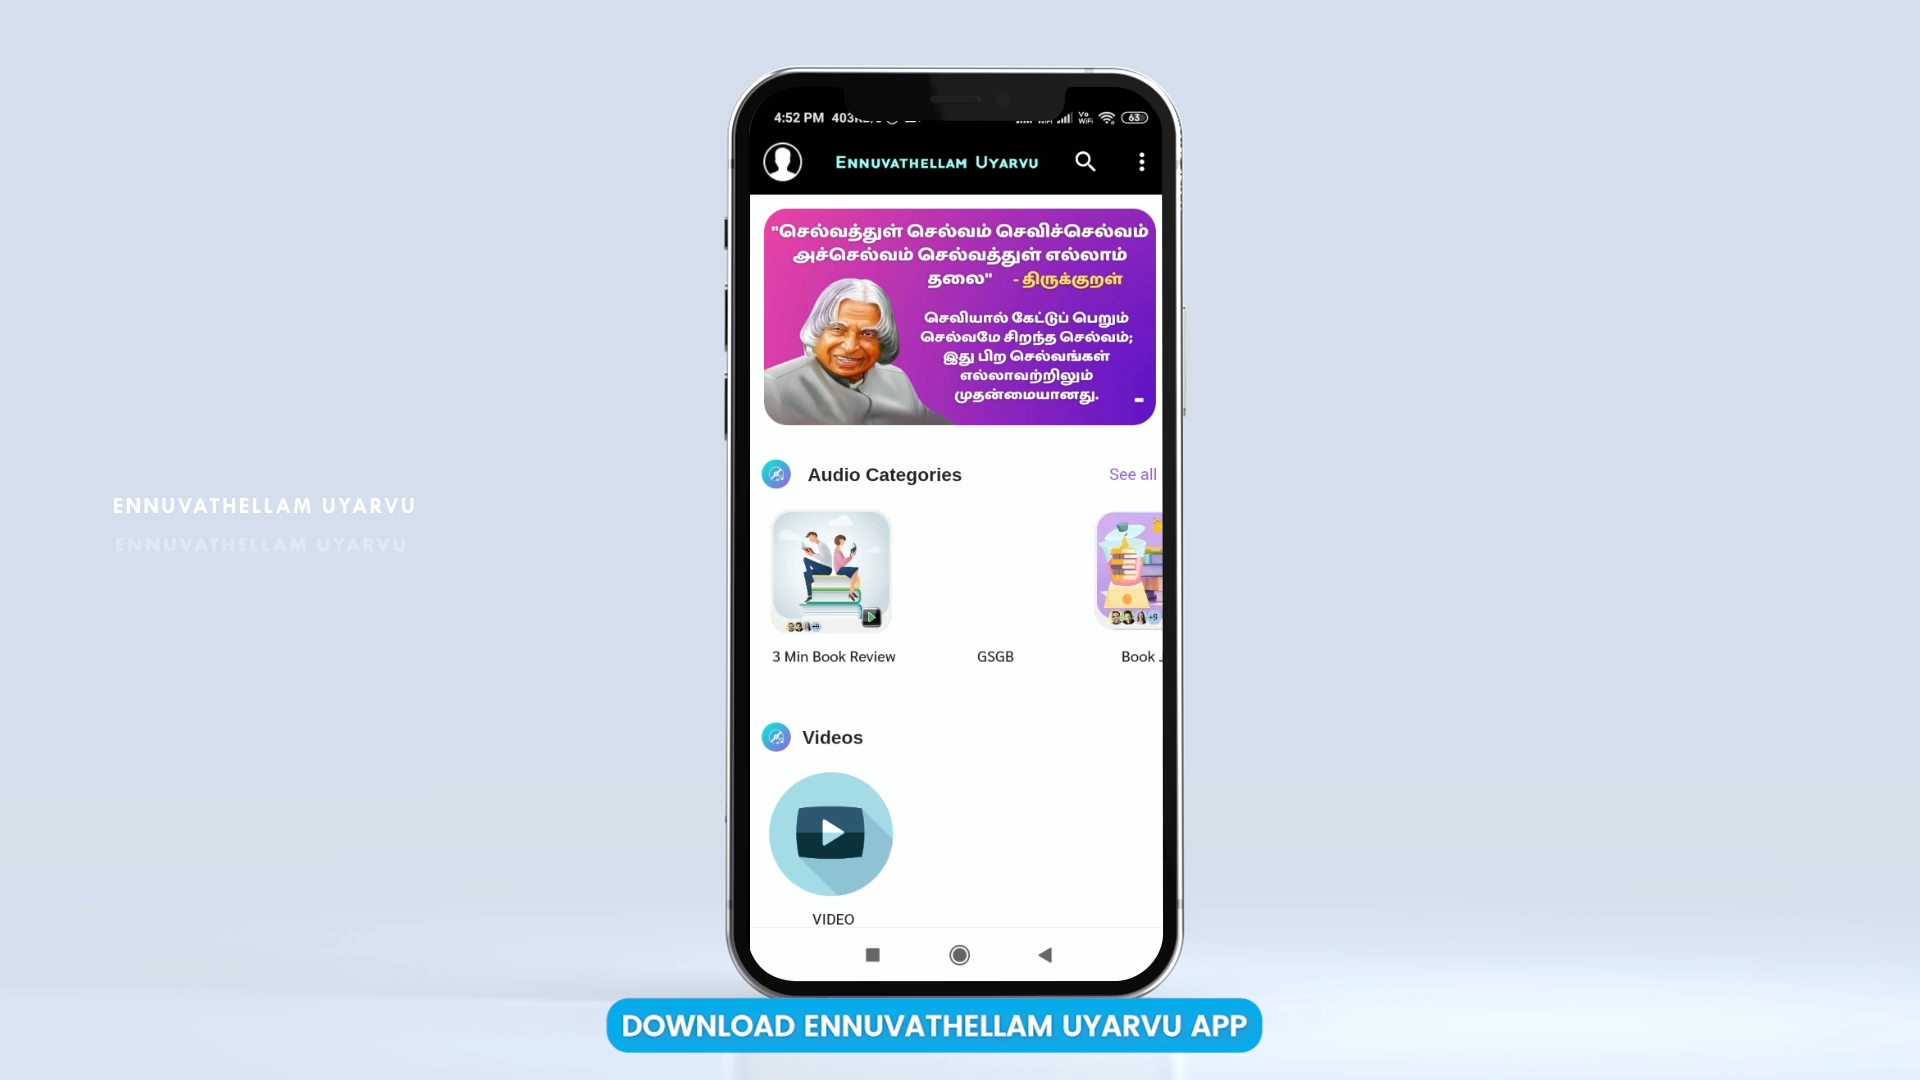 4:52 PM
63
ENNUVATHELLAM UYARVU
"செல்வத்துள் செல்வம் செவிச்செல்வம்
அச்செல்வம் செல்வத்துள் எல்லாம்
தலை" - திருக்குறள்
செவியால் கேட்டுப் பெறும்
செல்வமே சிறந்த செல்வம்;
இது பிற செல்வங்கள்
எல்லாவற்றிலும்
முதன்மையானது.
Audio Categories
See all
3 Min Book Review
GSGB
Book
Videos
VIDEO
ENNUVATHELLAM UYARVU
ENNUVATHELLAM UYARVU
DOWNLOAD ENNUVATHELLAM UYARVU APP